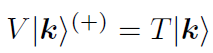 V|𝒌⟩⁽⁺⁾ = T|𝒌⟩